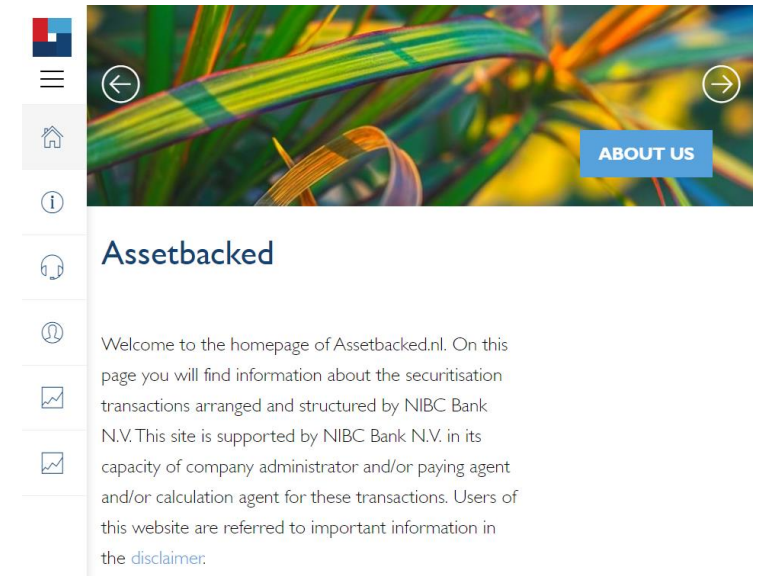 ABOUT US
Assetbacked
Welcome to the homepage of Assetbacked.nl. On this
page you will find information about the securitisation
transactions arranged and structured by NIBC Bank
N.V. This site is supported by NIBC Bank N.V. in its
capacity of company administrator and/or paying agent
and/or calculation agent for these transactions. Users of
this website are referred to important information in
the disclaimer.